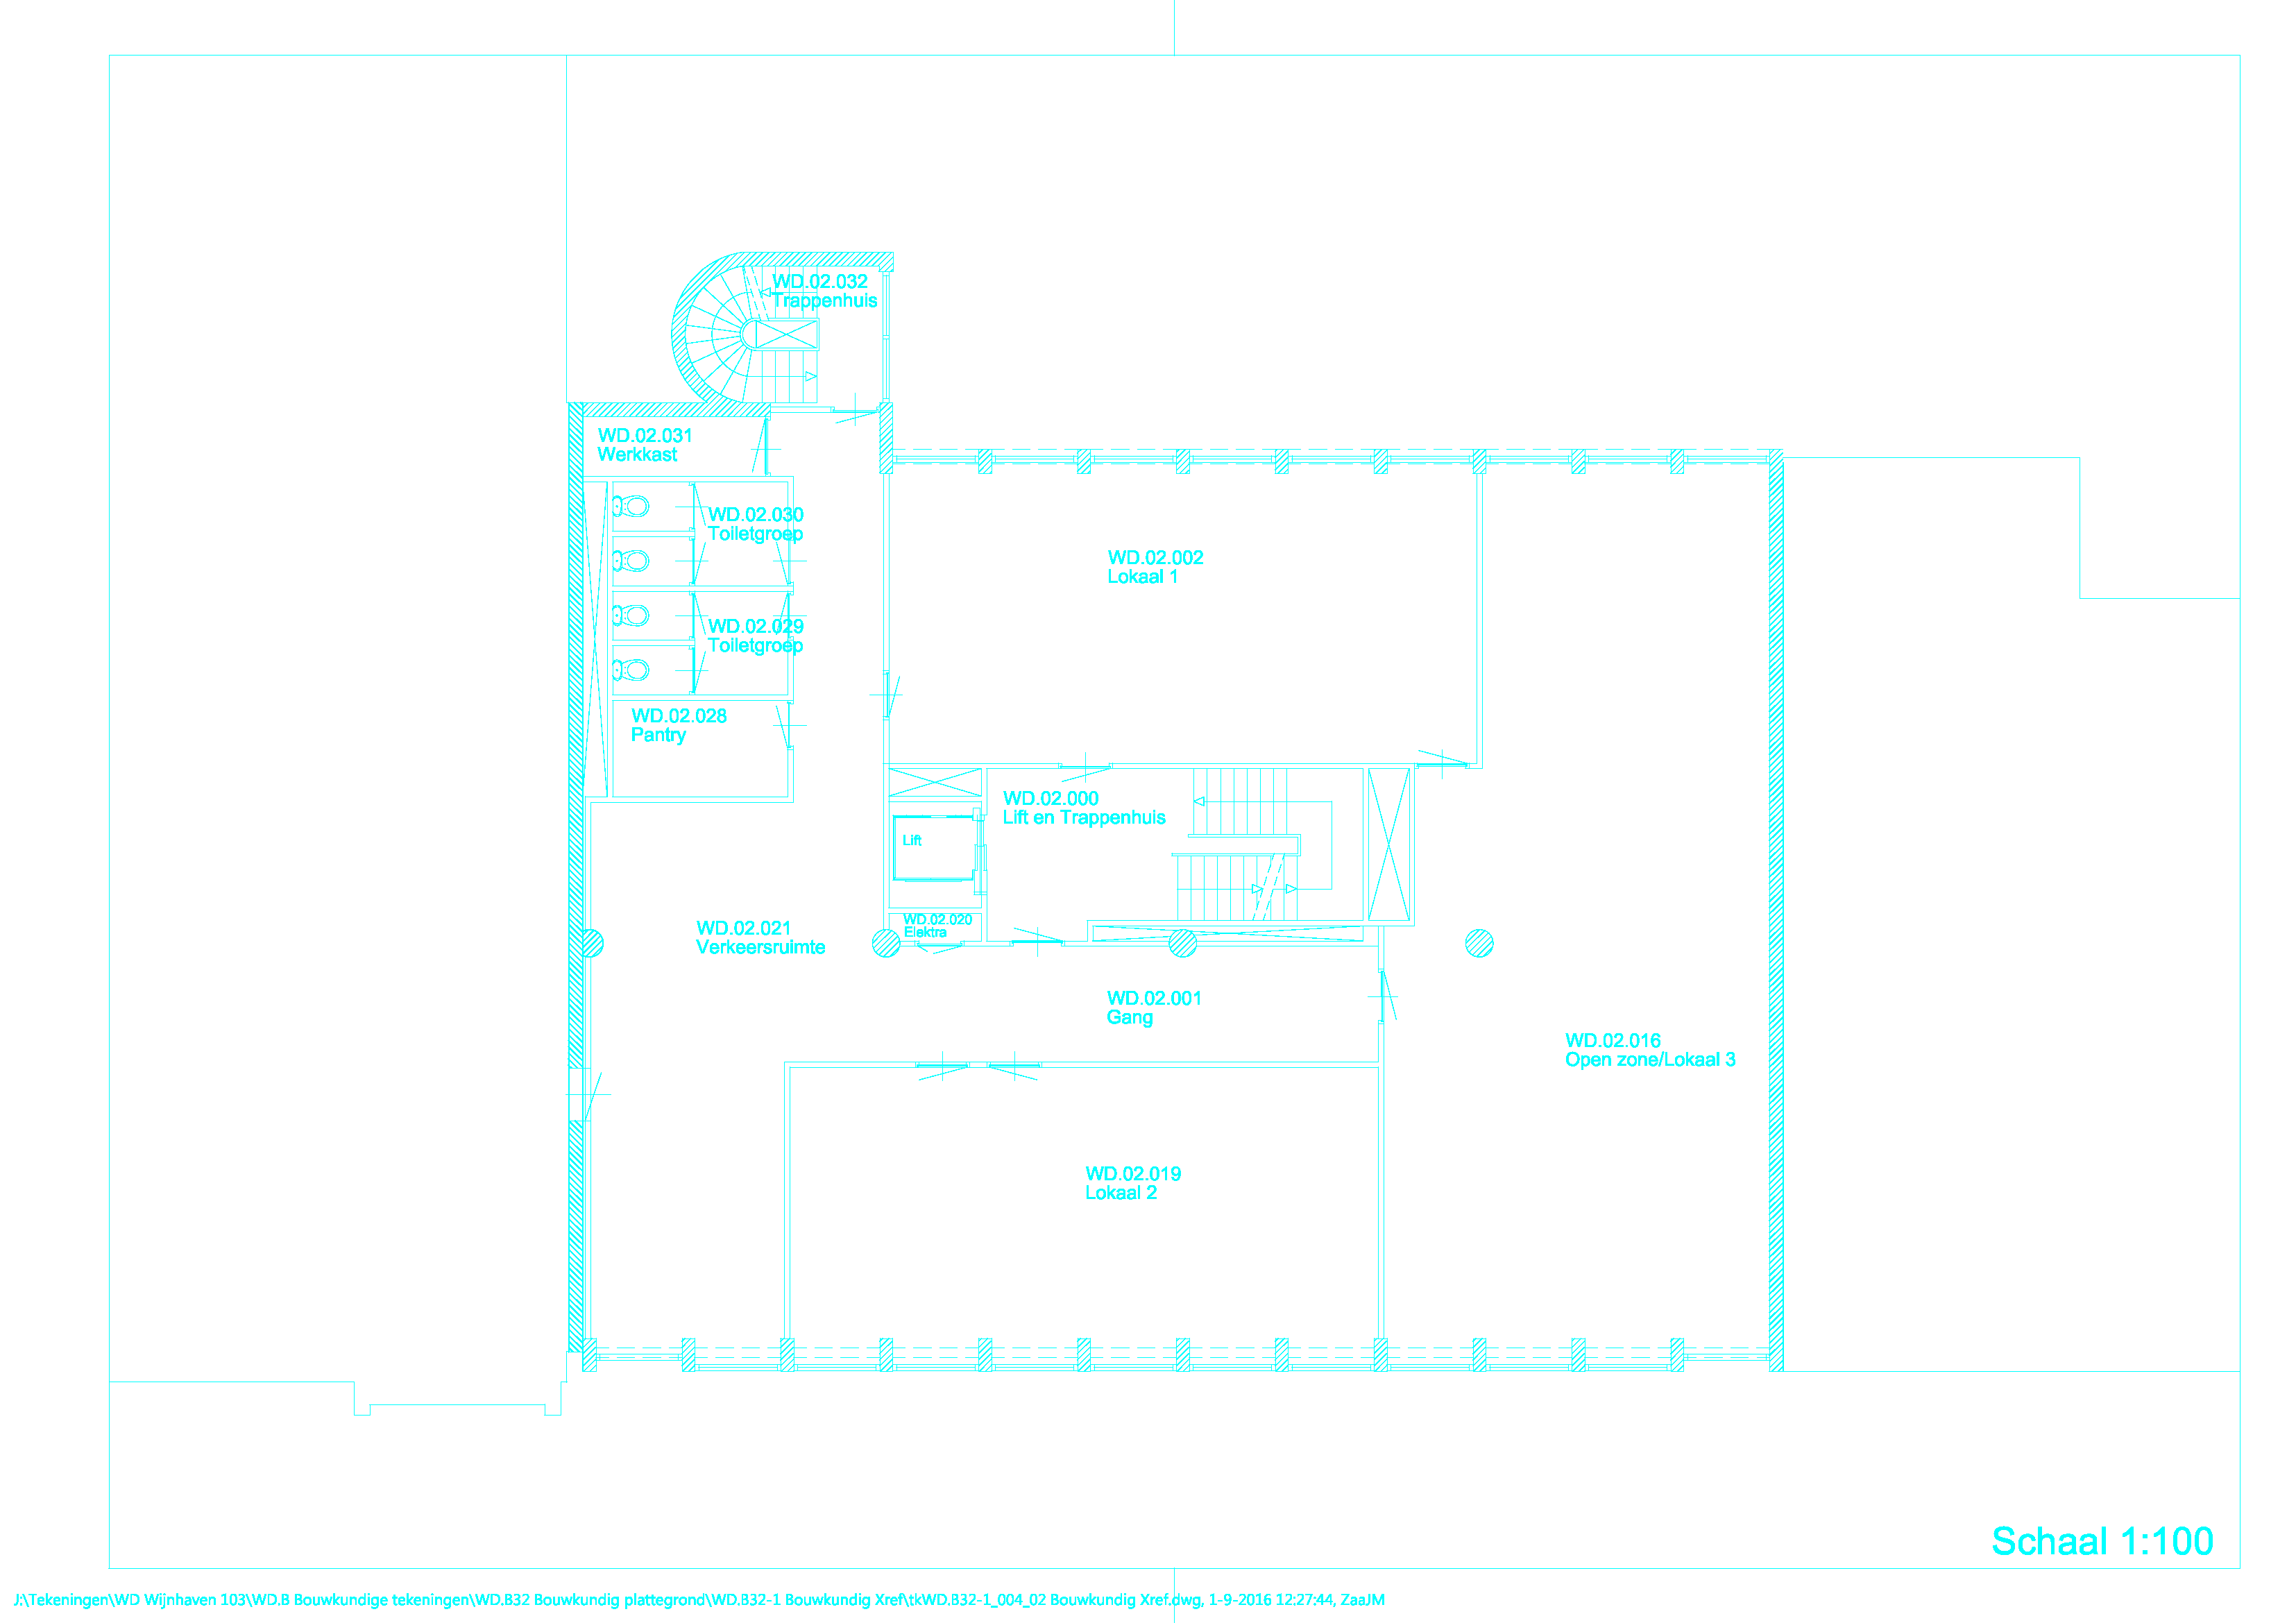 WD.02.032
Trappenhuis
WD.02.031
Werkkast
WD.02.030
Toiletgroep
WD.02.002
Lokaal 1
WD.02.029
Toiletgroep
WD.02.028
Pantry
WD.02.000
Lift en Trappenhuis
Lift
WD.02.020
Elektra
WD.02.021
Verkeersruimte
WD.02.001
Gang
WD.02.016
Open zone/Lokaal 3
WD.02.019
Lokaal 2
Schaal 1:100
J:\Tekeningen\WD Wijnhaven 103\WD.B Bouwkundige tekeningen\WD.B32 Bouwkundig plattegrond\WD.B32-1 Bouwkundig Xref\tkWD.B32-1_004_02 Bouwkundig Xref.dwg, 1-9-2016 12:27:44, ZaaJM